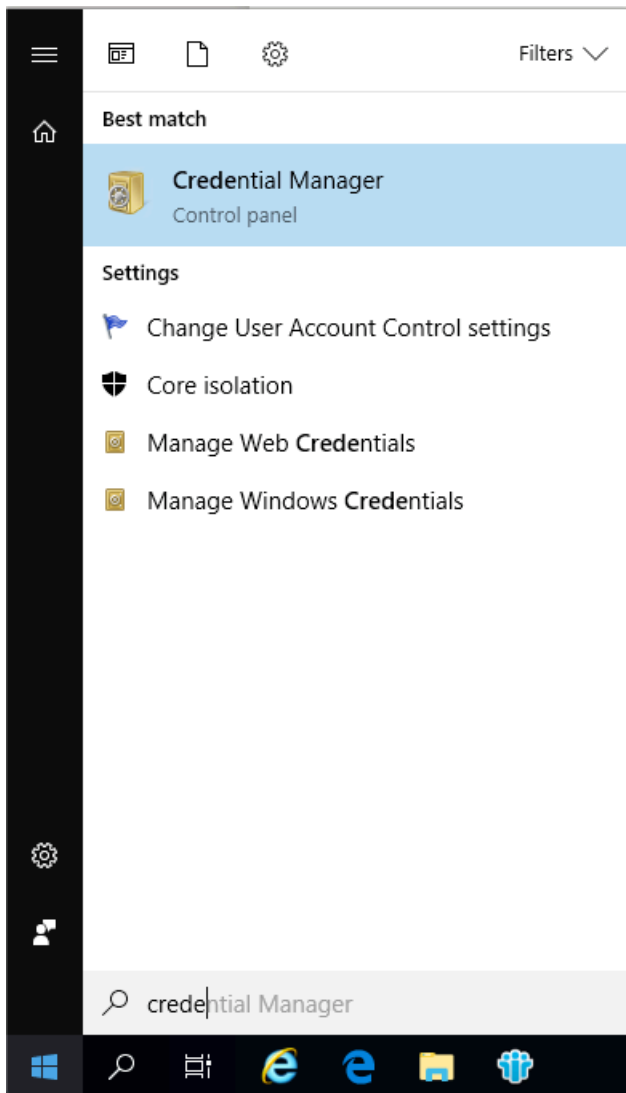 Filters
Best match
Credential Manager
Control panel
Settings
Change User Account Control settings
Core isolation
Manage Web Credentials
Manage Windows Credentials
credential Manager